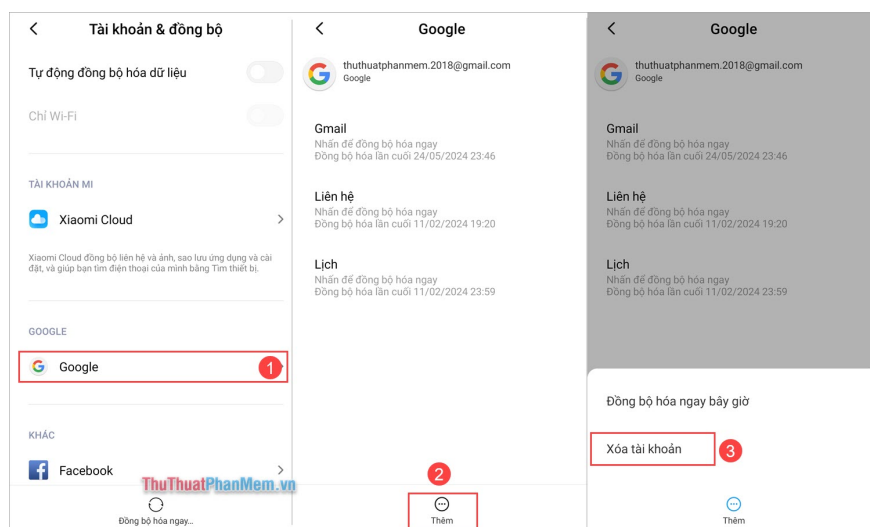 Tài khoản & đồng bộ
Tự động đồng bộ hóa dữ liệu
Chỉ Wi-Fi
TÀI KHOẢN MI
Xiaomi Cloud
Xiaomi Cloud đồng bộ liên hệ và ảnh, sao lưu ứng dụng và cài
đặt, và giúp bạn tìm điện thoại của mình bằng Tìm thiết bị.
GOOGLE
Google
1
KHÁC
Facebook
ThuThuatPhanMem.vn
Đồng bộ hóa ngay...
Google
thuthuatphanmem.2018@gmail.com
Google
Gmail
Nhấn để đồng bộ hóa ngay
Đồng bộ hóa lần cuối 24/05/2024 23:46
Liên hệ
Nhấn để đồng bộ hóa ngay
Đồng bộ hóa lần cuối 11/02/2024 19:20
Lịch
Nhấn để đồng bộ hóa ngay
Đồng bộ hóa lần cuối 11/02/2024 23:59
2
Thêm
Google
thuthuatphanmem.2018@gmail.com
Google
Gmail
Nhấn để đồng bộ hóa ngay
Đồng bộ hóa lần cuối 24/05/2024 23:46
Liên hệ
Nhấn để đồng bộ hóa ngay
Đồng bộ hóa lần cuối 11/02/2024 19:20
Lịch
Nhấn để đồng bộ hóa ngay
Đồng bộ hóa lần cuối 11/02/2024 23:59
Đồng bộ hóa ngay bây giờ
Xóa tài khoản
3
Thêm